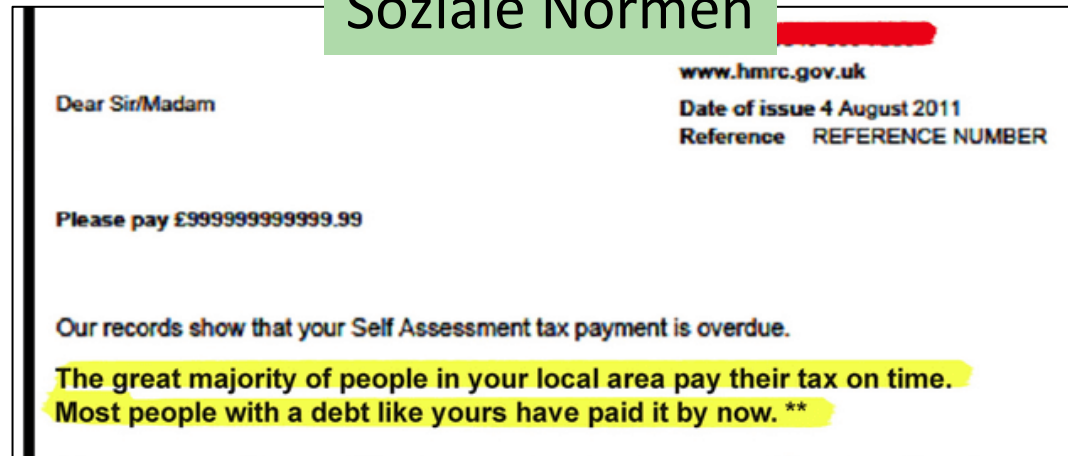 Soziale Normen
www.hmrc.gov.uk
Dear Sir/Madam
Date of issue 4 August 2011
Reference REFERENCE NUMBER
Please pay £999999999999.99
Our records show that your Self Assessment tax payment is overdue.
The great majority of people in your local area pay their tax on time.
Most people with a debt like yours have paid it by now. **